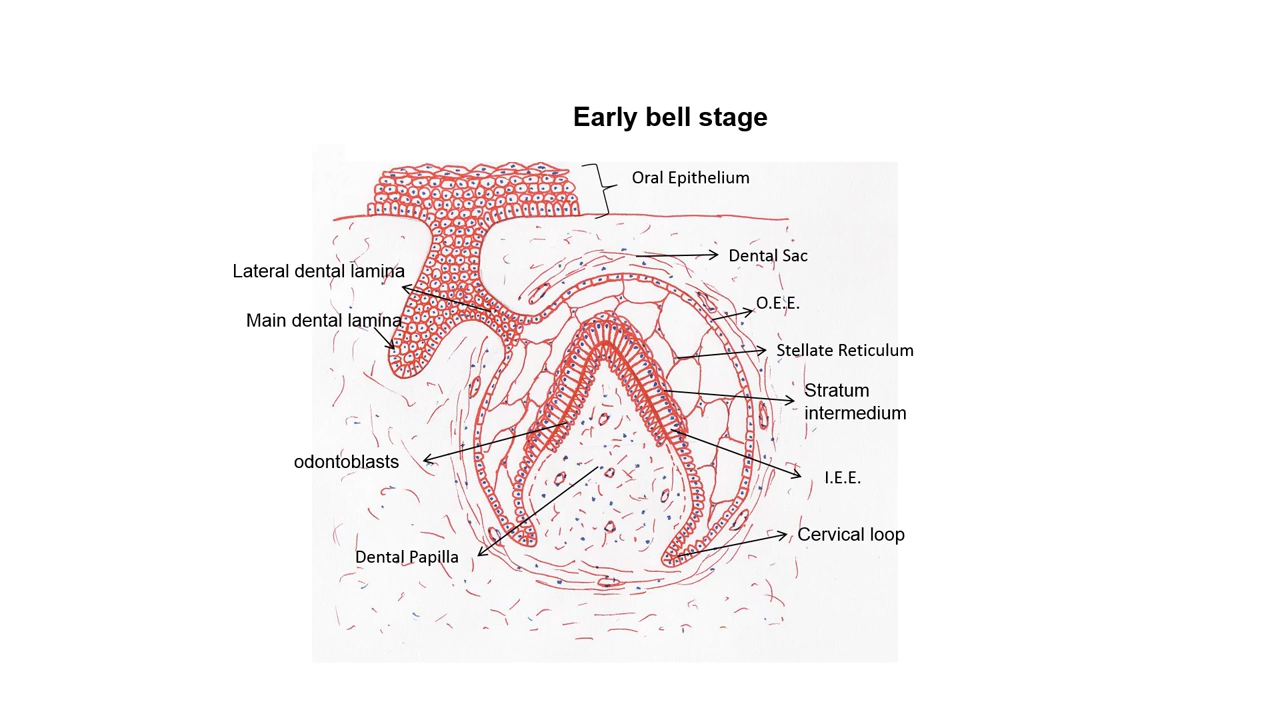 Early bell stage
Oral Epithelium
Dental Sac
Lateral dental lamina
O.E.E.
Main dental lamina
Stellate Reticulum
Stratum
intermedium
odontoblasts
I.E.E.
Cervical loop
Dental Papilla